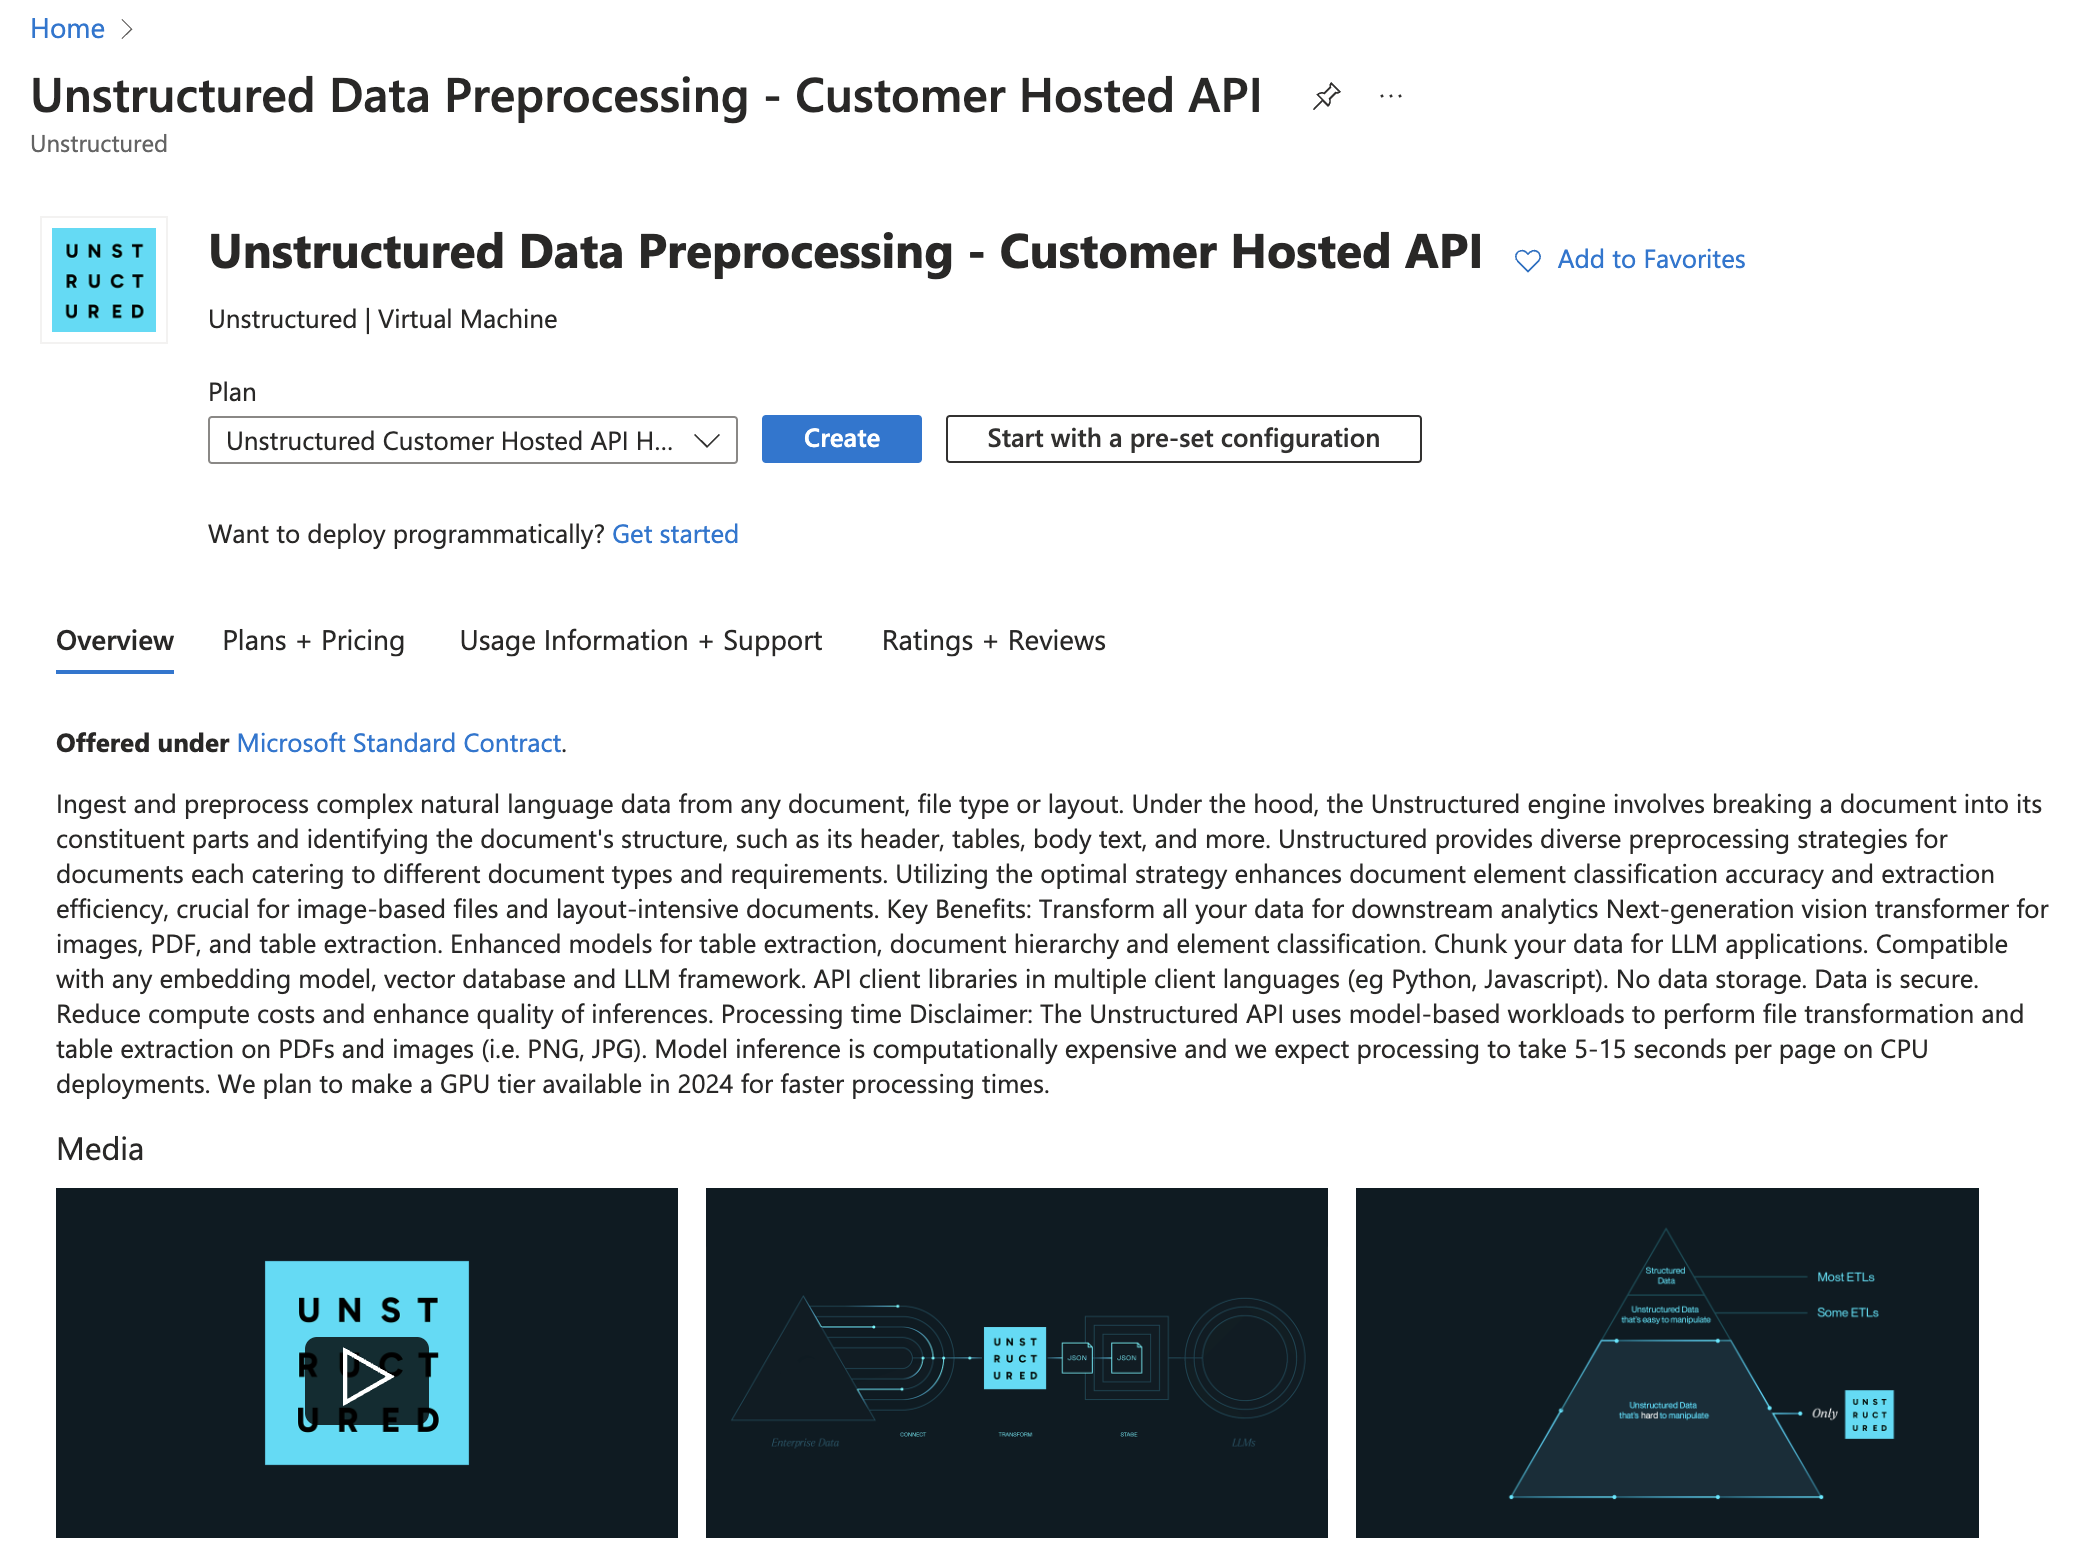 Home
Unstructured Data Preprocessing - Customer Hosted API
...
Unstructured
UNST
RUCT
URED
Unstructured Data Preprocessing - Customer Hosted API
Add to Favorites
Unstructured | Virtual Machine
Plan
Unstructured Customer Hosted API H...
Create
Start with a pre-set configuration
Want to deploy programmatically? Get started
Overview
Plans + Pricing
Usage Information + Support
Ratings + Reviews
Offered under Microsoft Standard Contract.
Ingest and preprocess complex natural language data from any document, file type or layout. Under the hood, the Unstructured engine involves breaking a document into its
constituent parts and identifying the document's structure, such as its header, tables, body text, and more. Unstructured provides diverse preprocessing strategies for
documents each catering to different document types and requirements. Utilizing the optimal strategy enhances document element classification accuracy and extraction
efficiency, crucial for image-based files and layout-intensive documents. Key Benefits: Transform all your data for downstream analytics Next-generation vision transformer for
images, PDF, and table extraction. Enhanced models for table extraction, document hierarchy and element classification. Chunk your data for LLM applications. Compatible
with any embedding model, vector database and LLM framework. API client libraries in multiple client languages (eg Python, Javascript). No data storage. Data is secure.
Reduce compute costs and enhance quality of inferences. Processing time Disclaimer: The Unstructured API uses model-based workloads to perform file transformation and
table extraction on PDFs and images (i.e. PNG, JPG). Model inference is computationally expensive and we expect processing to take 5-15 seconds per page on CPU
deployments. We plan to make a GPU tier available in 2024 for faster processing times.
Media
UNST
RUCT
URED
UNST
RUCT
URED
JSON
JSON
Enterprise Data
CONNECT
TRANSFORM
STAGE
LLMs
Structured
Data
Most ETLs
Unstructured Data
that's easy to manipulate
Some ETLs
Unstructured Data
that's hard to manipulate
Only
UNST
RUCT
URED